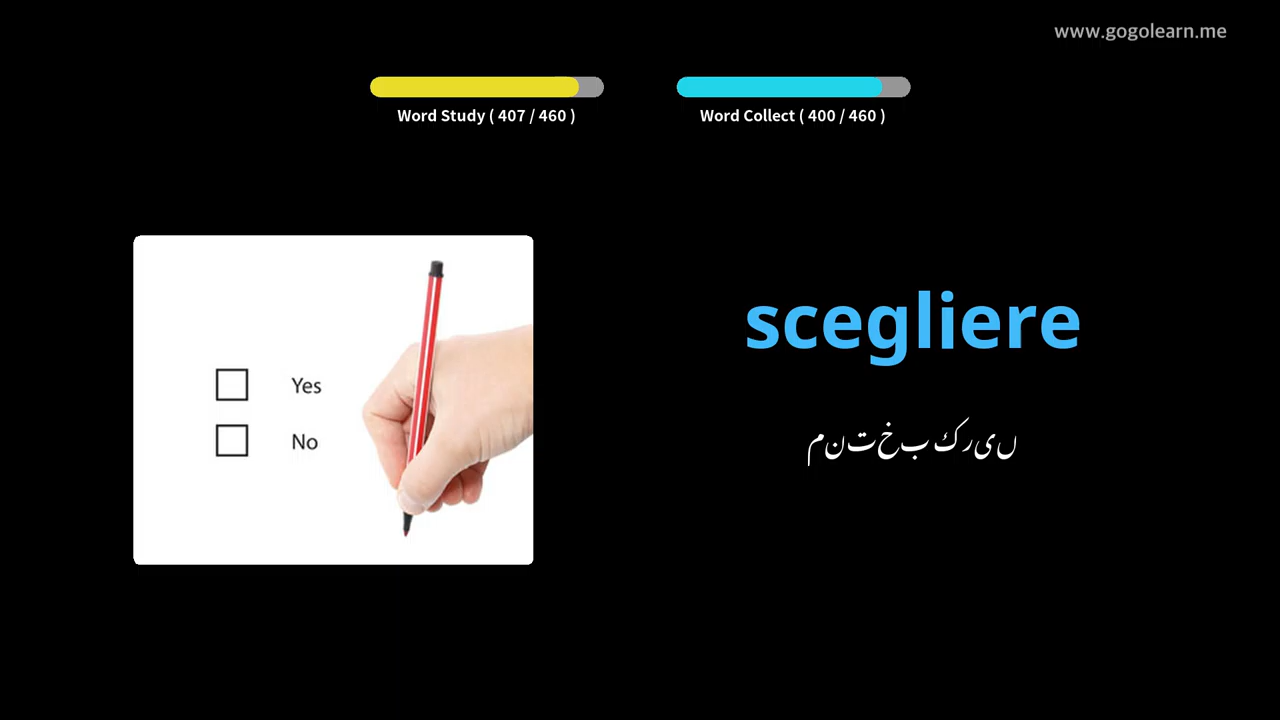 www.gogolearn.me
Word Study ( 407 / 460 )
Word Collect ( 400 / 460 )
scegliere
منتخب کریں
Yes
No